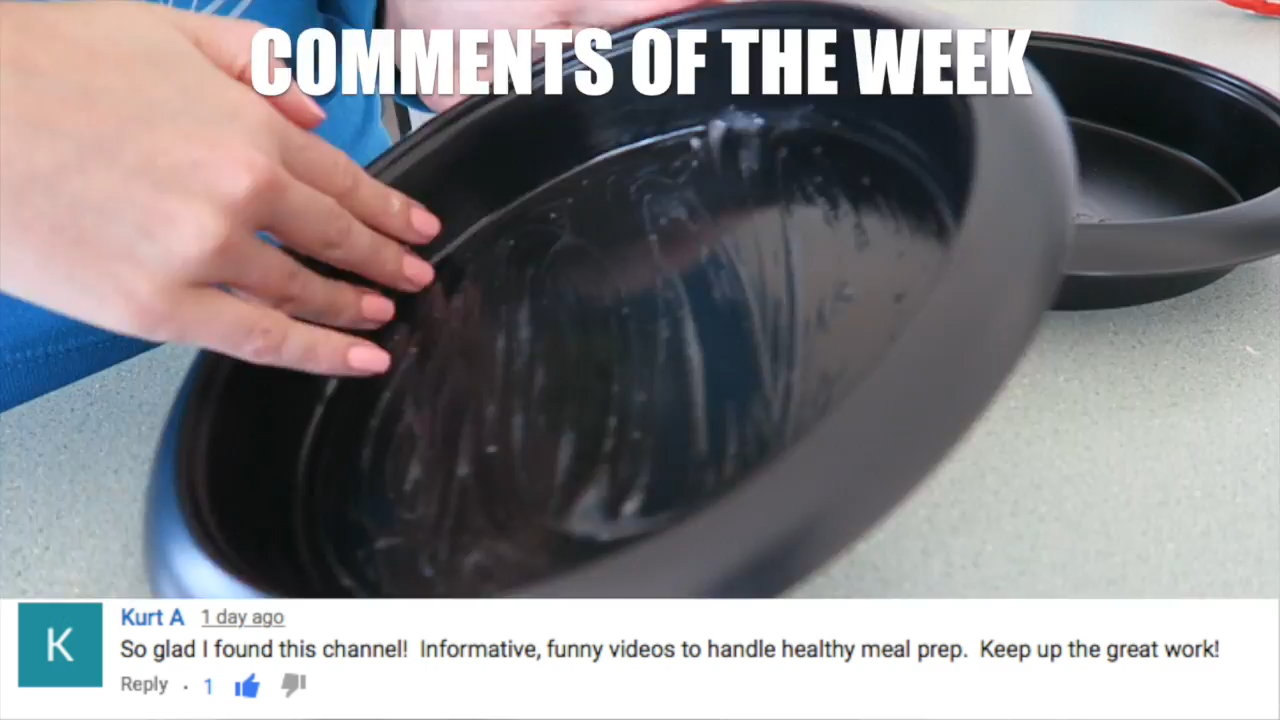 COMMENTS OF THE WEEK
K
Kurt A 1 day ago
So glad I found this channel!  Informative, funny videos to handle healthy meal prep.  Keep up the great work!
Reply · 1